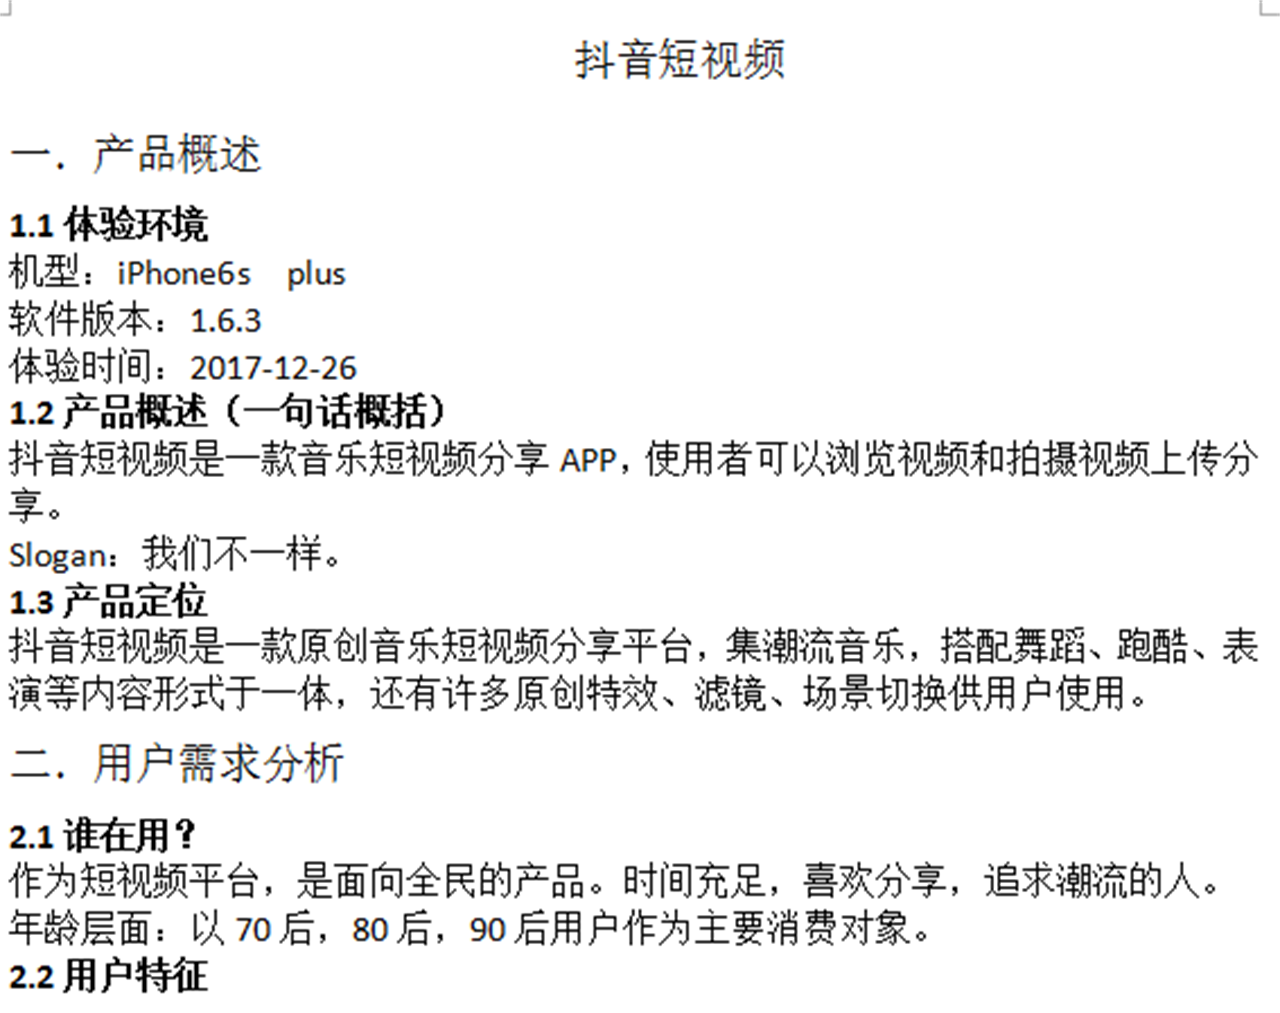 抖音短视频
一．产品概述
1.1 体验环境
机型：iPhone6s plus
软件版本：1.6.3
体验时间：2017-12-26
1.2 产品概述（一句话概括）
抖音短视频是一款音乐短视频分享 APP，使用者可以浏览视频和拍摄视频上传分
享。
Slogan：我们不一样。
1.3 产品定位
抖音短视频是一款原创音乐短视频分享平台，集潮流音乐，搭配舞蹈、跑酷、表
演等内容形式于一体，还有许多原创特效、滤镜、场景切换供用户使用。
二．用户需求分析
2.1 谁在用？
作为短视频平台，是面向全民的产品。时间充足，喜欢分享，追求潮流的人。
年龄层面：以 70 后，80 后，90 后用户作为主要消费对象。
2.2 用户特征